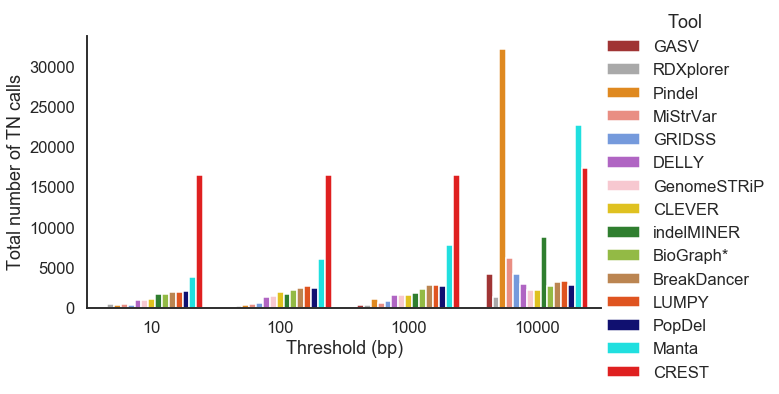 Tool
GASV
RDXplorer
Pindel
MiStrVar
GRIDSS
DELLY
GenomeSTRiP
CLEVER
indelMINER
BioGraph*
BreakDancer
LUMPY
PopDel
Manta
CREST
Total number of TN calls
30000
25000
20000
15000
10000
5000
0
10 100 1000 10000
Threshold (bp)